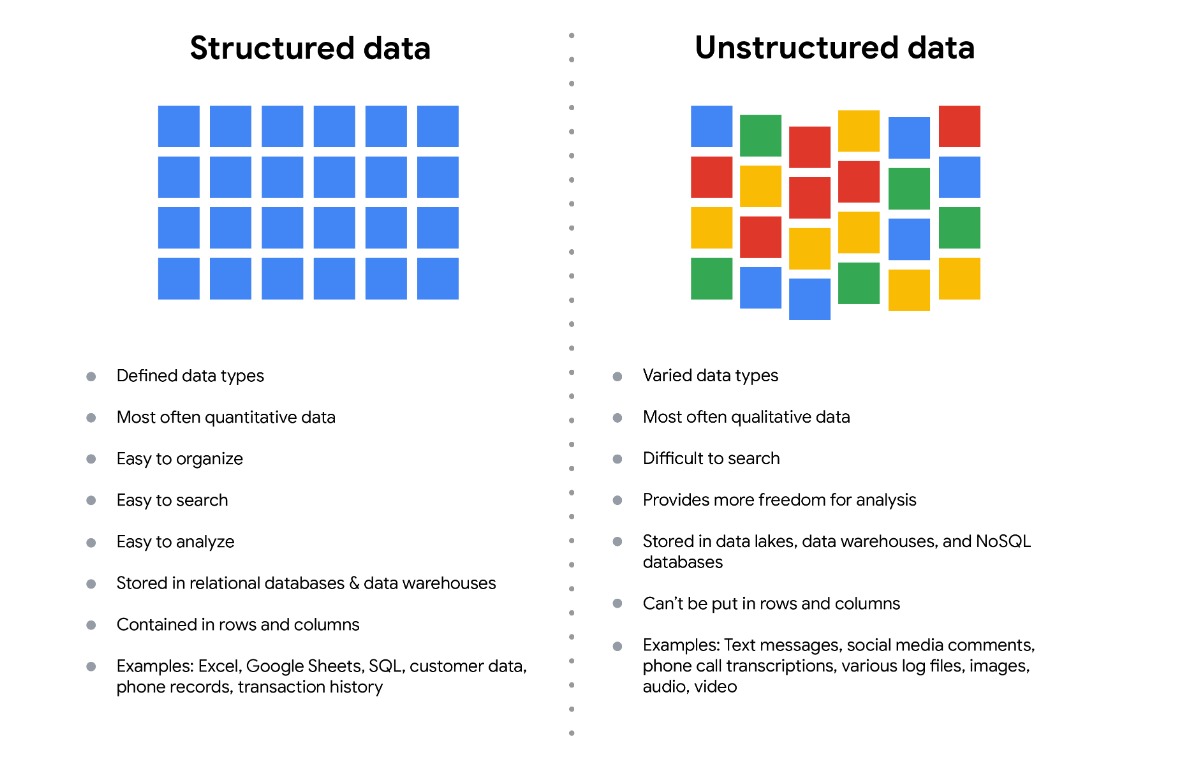 Structured data
Defined data types
Most often quantitative data
Easy to organize
Easy to search
Easy to analyze
Stored in relational databases & data warehouses
Contained in rows and columns
Examples: Excel, Google Sheets, SQL, customer data,
phone records, transaction history
Unstructured data
Varied data types
Most often qualitative data
Difficult to search
Provides more freedom for analysis
Stored in data lakes, data warehouses, and NoSQL
databases
Can't be put in rows and columns
Examples: Text messages, social media comments,
phone call transcriptions, various log files, images,
audio, video